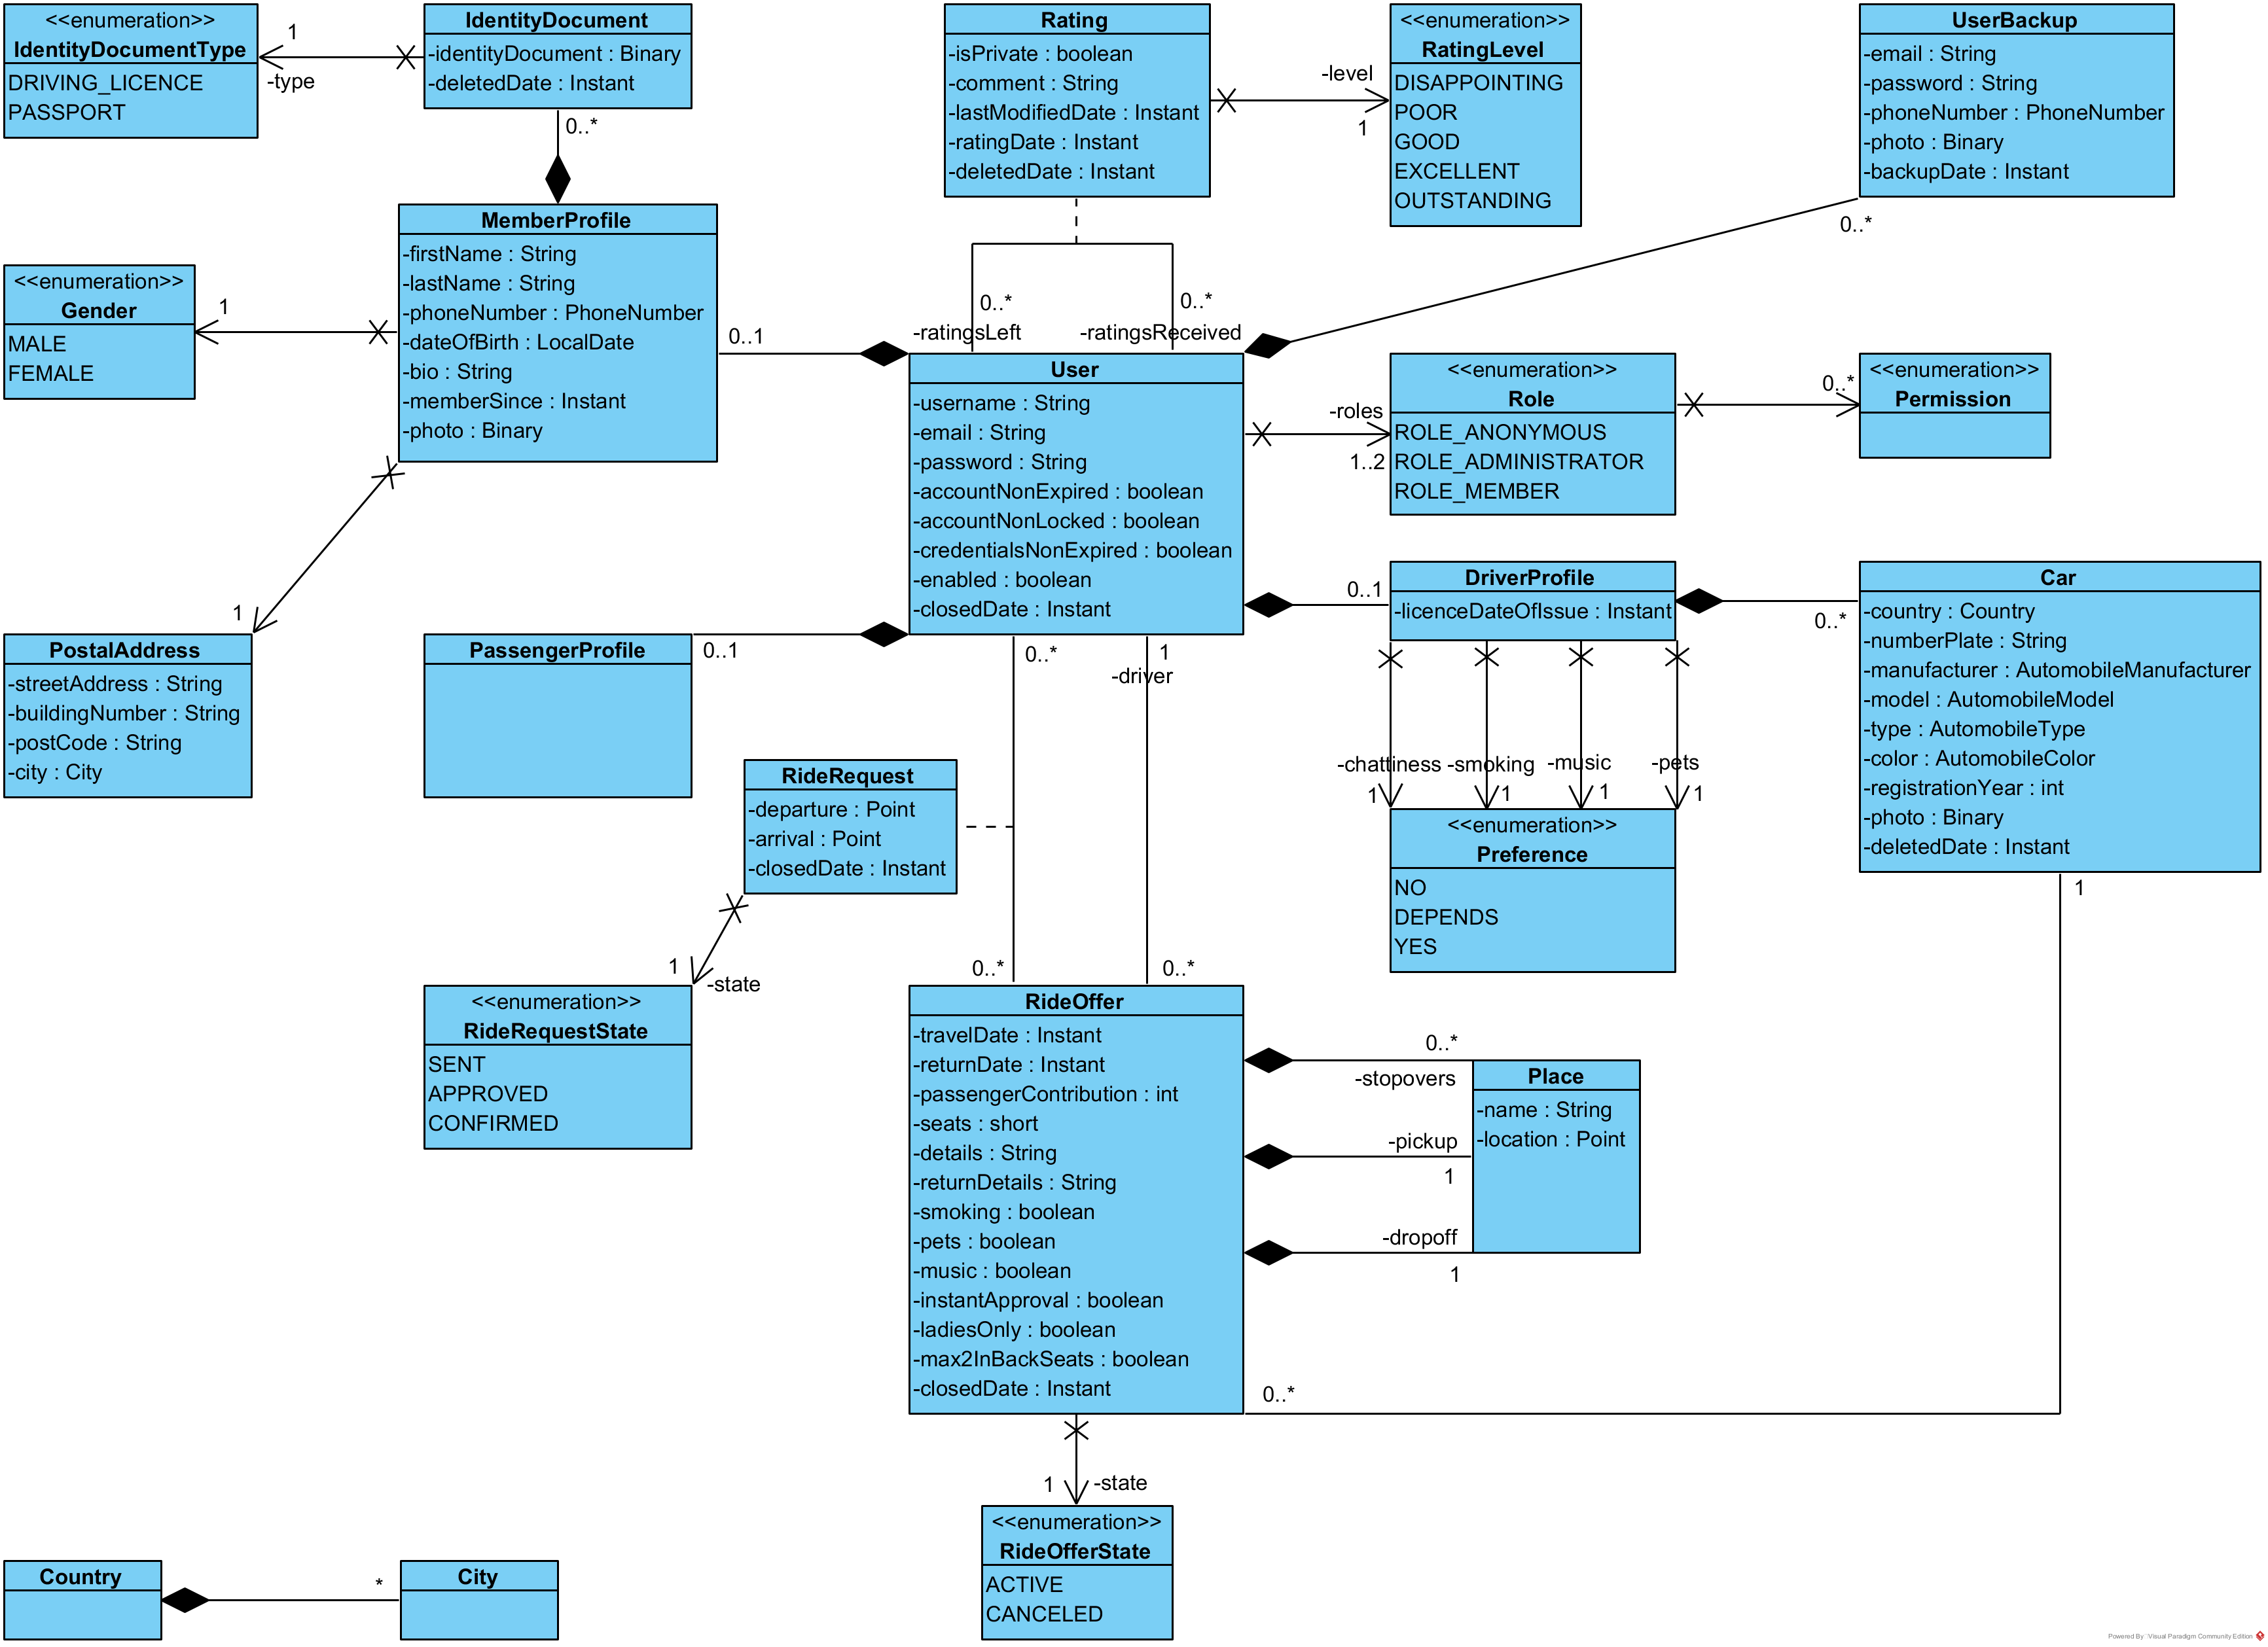 <<enumeration>>
IdentityDocumentType
DRIVING_LICENCE
PASSPORT
1
-type
IdentityDocument
-identityDocument : Binary
-deletedDate : Instant
0..*
Rating
-isPrivate : boolean
-comment : String
-lastModifiedDate : Instant
-ratingDate : Instant
-deletedDate : Instant
-level
1
<<enumeration>>
RatingLevel
DISAPPOINTING
POOR
GOOD
EXCELLENT
OUTSTANDING
UserBackup
-email : String
-password : String
-phoneNumber : PhoneNumber
-photo : Binary
-backupDate : Instant
0..*
<<enumeration>>
Gender
MALE
FEMALE
1
MemberProfile
-firstName : String
-lastName : String
-phoneNumber : PhoneNumber
-dateOfBirth : LocalDate
-bio : String
-memberSince : Instant
-photo : Binary
0..1
0..*
-ratingsLeft
0..*
-ratingsReceived
User
-username : String
-email : String
-password : String
-accountNonExpired : boolean
-accountNonLocked : boolean
-credentialsNonExpired : boolean
-enabled : boolean
-closedDate : Instant
-roles
1..2
<<enumeration>>
Role
ROLE_ANONYMOUS
ROLE_ADMINISTRATOR
ROLE_MEMBER
0..*
<<enumeration>>
Permission
1
PostalAddress
-streetAddress : String
-buildingNumber : String
-postCode : String
-city : City
PassengerProfile
0..1
0..*
1
-driver
0..1
DriverProfile
-licenceDateOfIssue : Instant
0..*
Car
-country : Country
-numberPlate : String
-manufacturer : AutomobileManufacturer
-model : AutomobileModel
-type : AutomobileType
-color : AutomobileColor
-registrationYear : int
-photo : Binary
-deletedDate : Instant
1
RideRequest
-departure : Point
-arrival : Point
-closedDate : Instant
-chattiness
1
-smoking
1
-music
1
-pets
1
<<enumeration>>
Preference
NO
DEPENDS
YES
1
-state
<<enumeration>>
RideRequestState
SENT
APPROVED
CONFIRMED
0..*
0..*
RideOffer
-travelDate : Instant
-returnDate : Instant
-passengerContribution : int
-seats : short
-details : String
-returnDetails : String
-smoking : boolean
-pets : boolean
-music : boolean
-instantApproval : boolean
-ladiesOnly : boolean
-max2InBackSeats : boolean
-closedDate : Instant
0..*
-stopovers
-pickup
1
-dropoff
1
Place
-name : String
-location : Point
0..*
1
-state
<<enumeration>>
RideOfferState
ACTIVE
CANCELED
Country
*
City
Powered By Visual Paradigm Community Edition